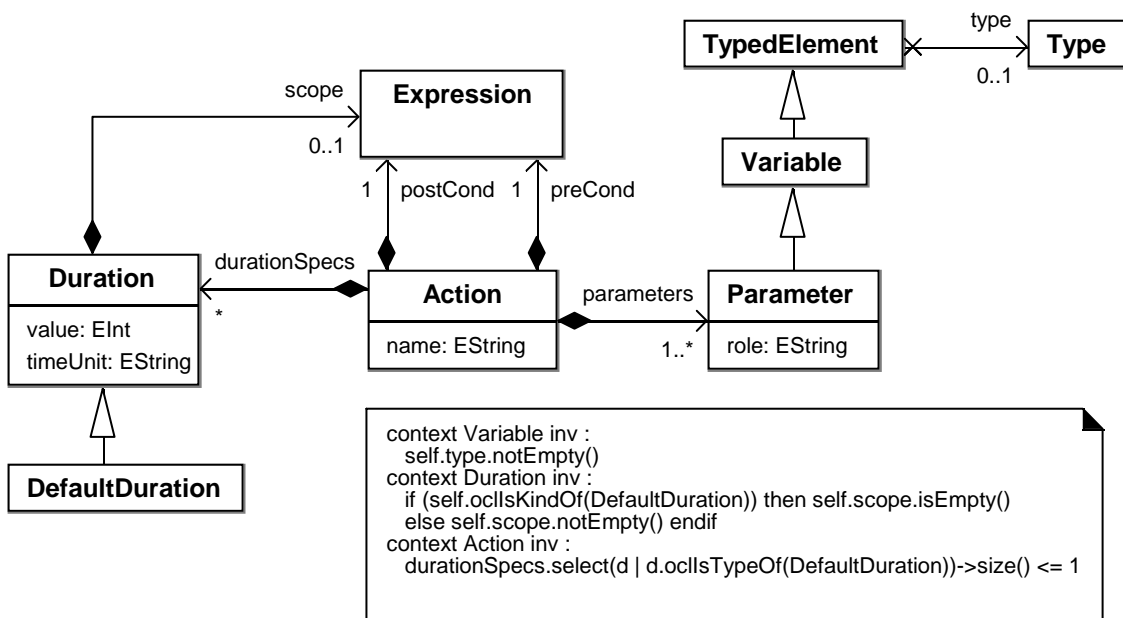 type
TypedElement
Type
0..1
scope
Expression
0..1
Variable
1
postCond
1
preCond
durationSpecs
Duration
Action
parameters
Parameter
*
value: EInt
timeUnit: EString
name: EString
1..*
role: EString
DefaultDuration
context Variable inv :
self.type.notEmpty()
context Duration inv :
if (self.oclIsKindOf(DefaultDuration)) then self.scope.isEmpty()
else self.scope.notEmpty() endif
context Action inv :
durationSpecs.select(d | d.oclIsTypeOf(DefaultDuration))->size() <= 1